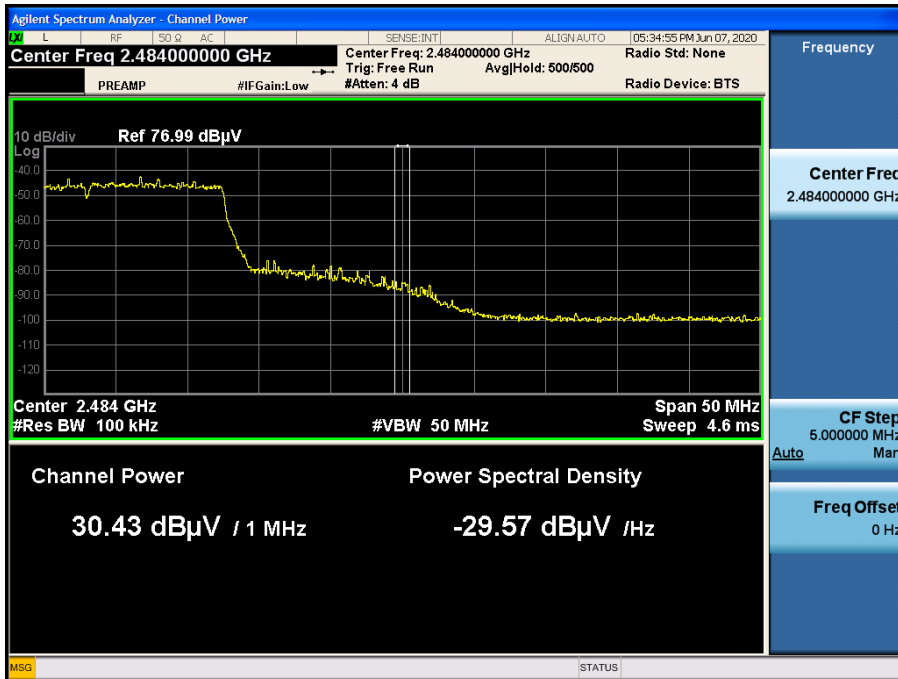 Agilent Spectrum Analyzer - Channel Power
LXI L RF 50 Ω AC SENSE:INT ALIGN AUTO 05:34:55 PM Jun 07, 2020
Center Freq 2.484000000 GHz
Center Freq: 2.484000000 GHz
Radio Std: None
Trig: Free Run Avg|Hold: 500/500
PREAMP #IFGain:Low #Atten: 4 dB Radio Device: BTS
10 dB/div Ref 76.99 dBµV
Log
-40.0
-50.0
-60.0
-70.0
-80.0
-90.0
-100
-110
-120
Center 2.484 GHz Span 50 MHz
#Res BW 100 kHz #VBW 50 MHz Sweep 4.6 ms
Channel Power Power Spectral Density
30.43 dBµV / 1 MHz -29.57 dBµV /Hz
Frequency
Center Freq
2.484000000 GHz
CF Step
5.000000 MHz
Auto Man
Freq Offset
0 Hz
MSG STATUS